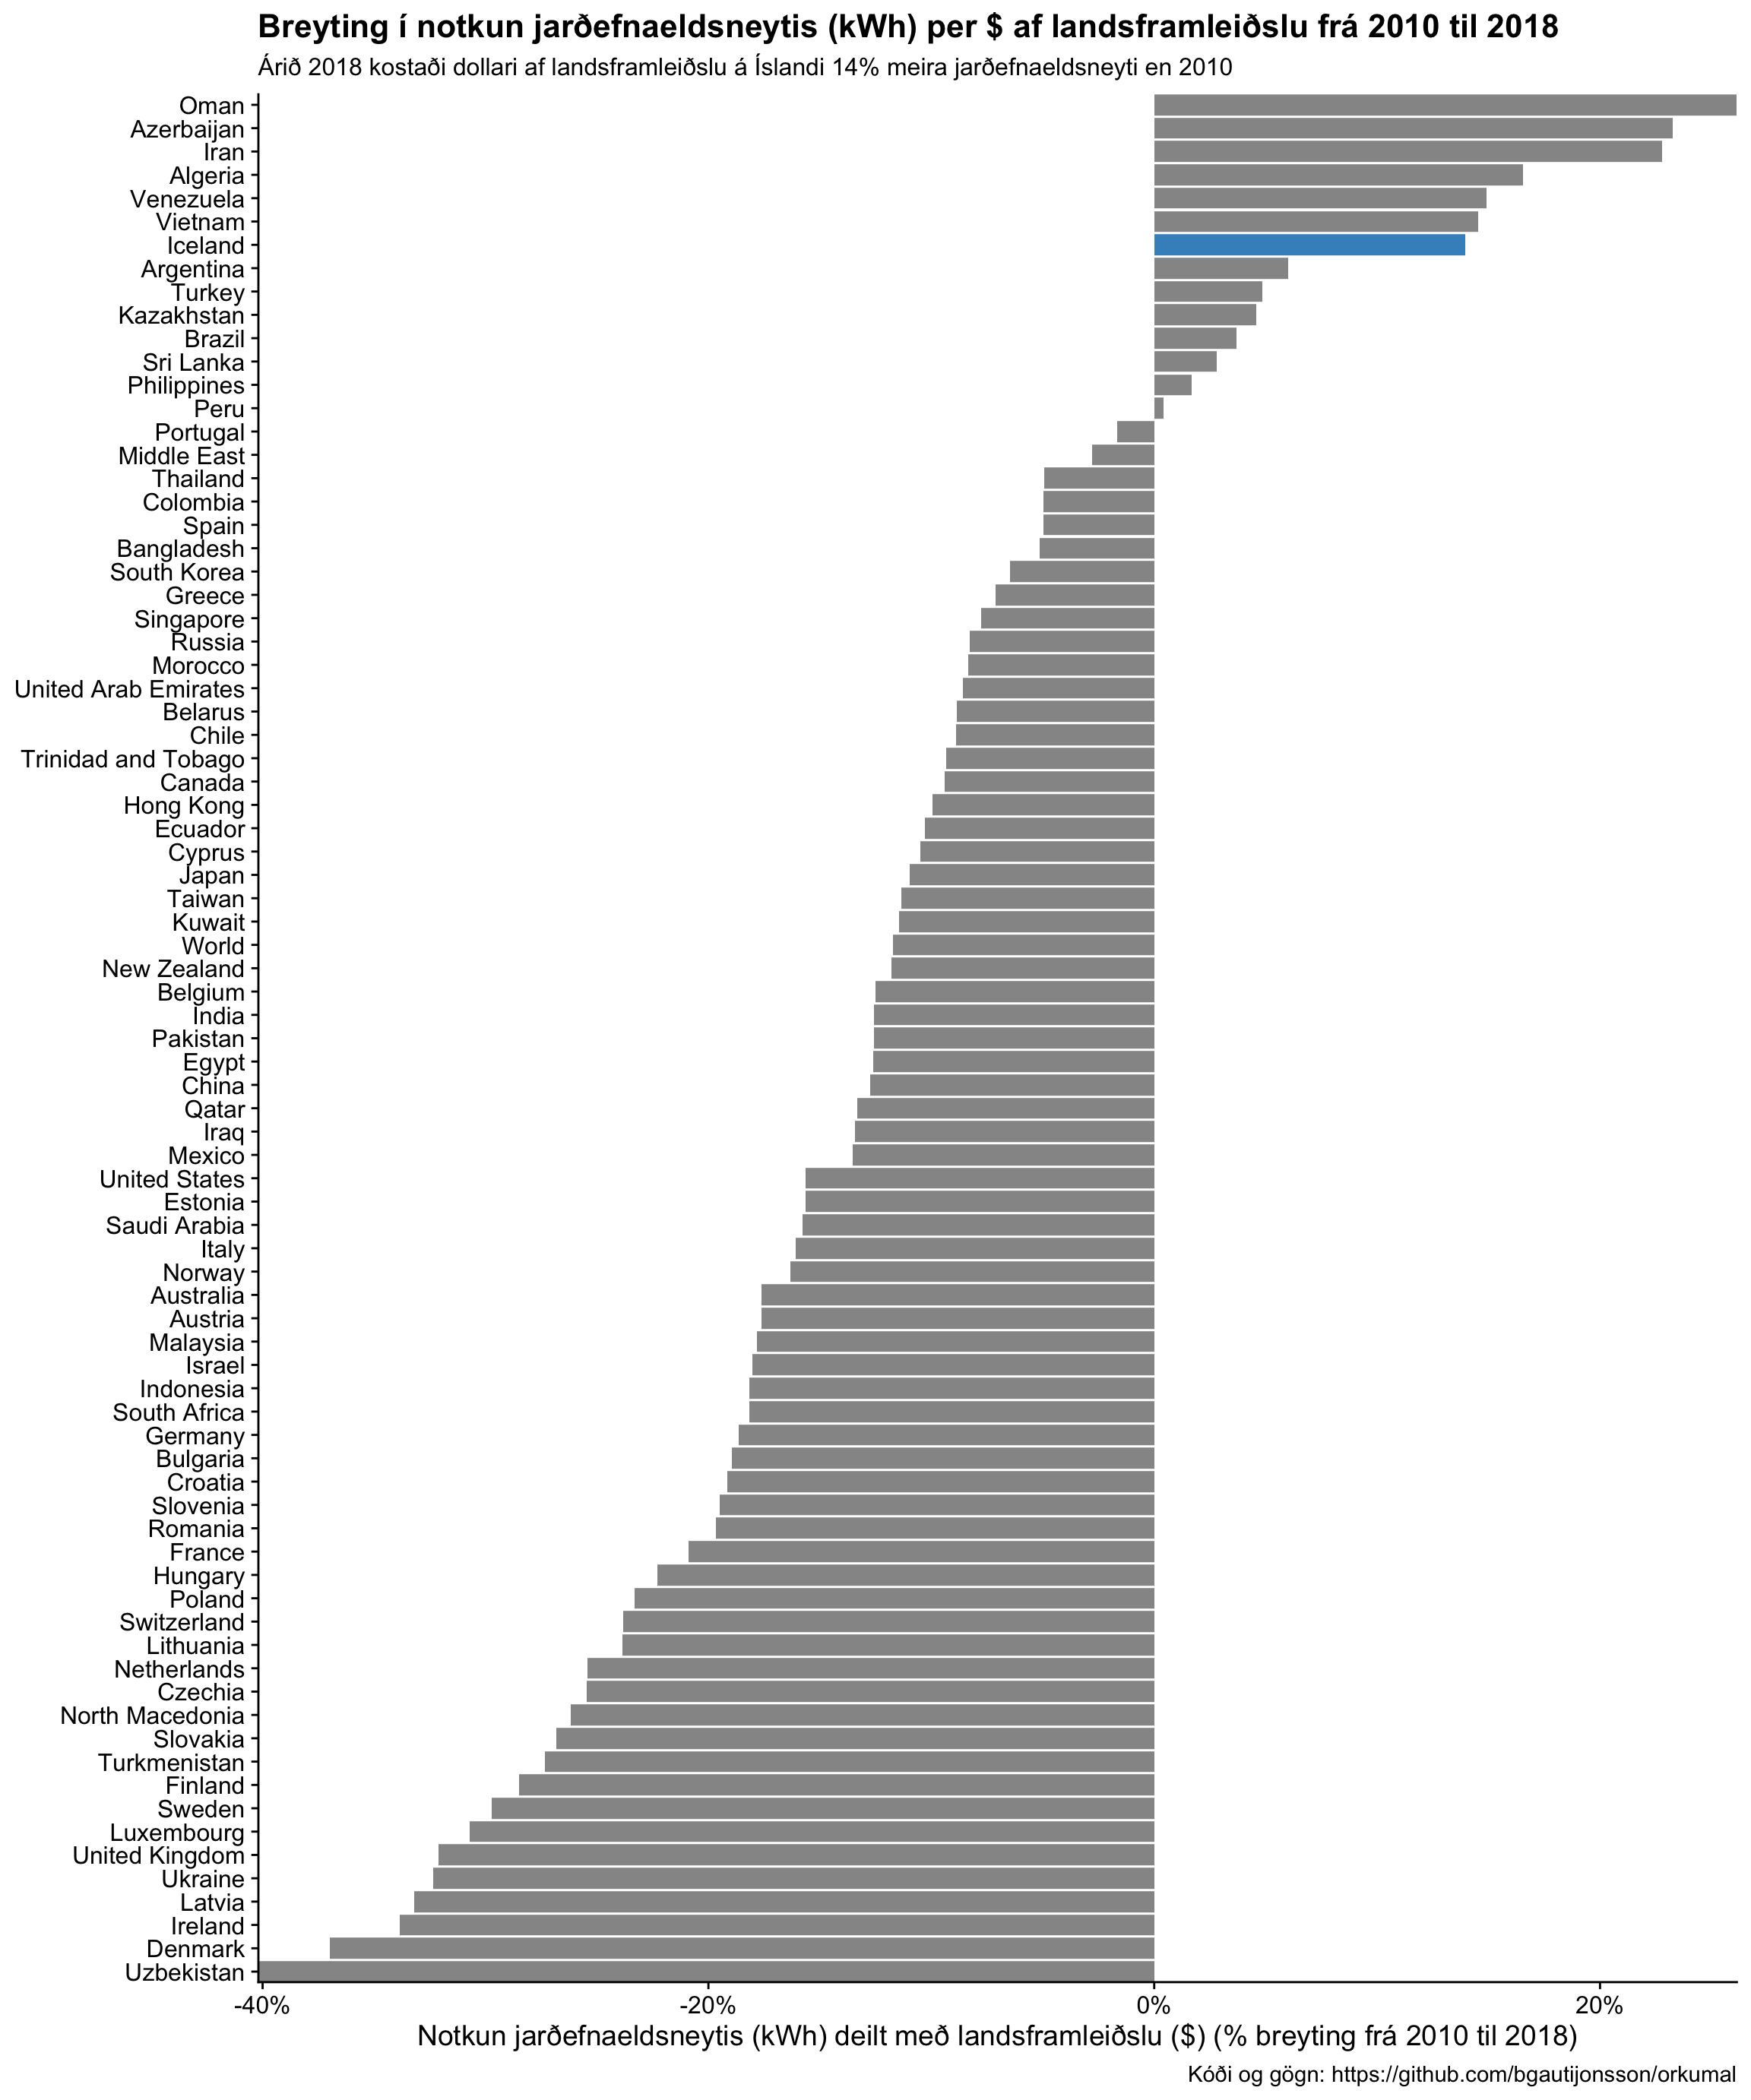 Breyting í notkun jarðefnaeldsneytis (kWh) per $ af landsframleiðslu frá 2010 til 2018
Árið 2018 kostaði dollari af landsframleiðslu á Íslandi 14% meira jarðefnaeldsneyti en 2010
Oman
Azerbaijan
Iran
Algeria
Venezuela
Vietnam
Iceland
Argentina
Turkey
Kazakhstan
Brazil
Sri Lanka
Philippines
Peru
Portugal
Middle East
Thailand
Colombia
Spain
Bangladesh
South Korea
Greece
Singapore
Russia
Morocco
United Arab Emirates
Belarus
Chile
Trinidad and Tobago
Canada
Hong Kong
Ecuador
Cyprus
Japan
Taiwan
Kuwait
World
New Zealand
Belgium
India
Pakistan
Egypt
China
Qatar
Iraq
Mexico
United States
Estonia
Saudi Arabia
Italy
Norway
Australia
Austria
Malaysia
Israel
Indonesia
South Africa
Germany
Bulgaria
Croatia
Slovenia
Romania
France
Hungary
Poland
Switzerland
Lithuania
Netherlands
Czechia
North Macedonia
Slovakia
Turkmenistan
Finland
Sweden
Luxembourg
United Kingdom
Ukraine
Latvia
Ireland
Denmark
Uzbekistan
-40% -20% 0% 20%
Notkun jarðefnaeldsneytis (kWh) deilt með landsframleiðslu ($) (% breyting frá 2010 til 2018)
Kóði og gögn: https://github.com/bgautijonsson/orkumal